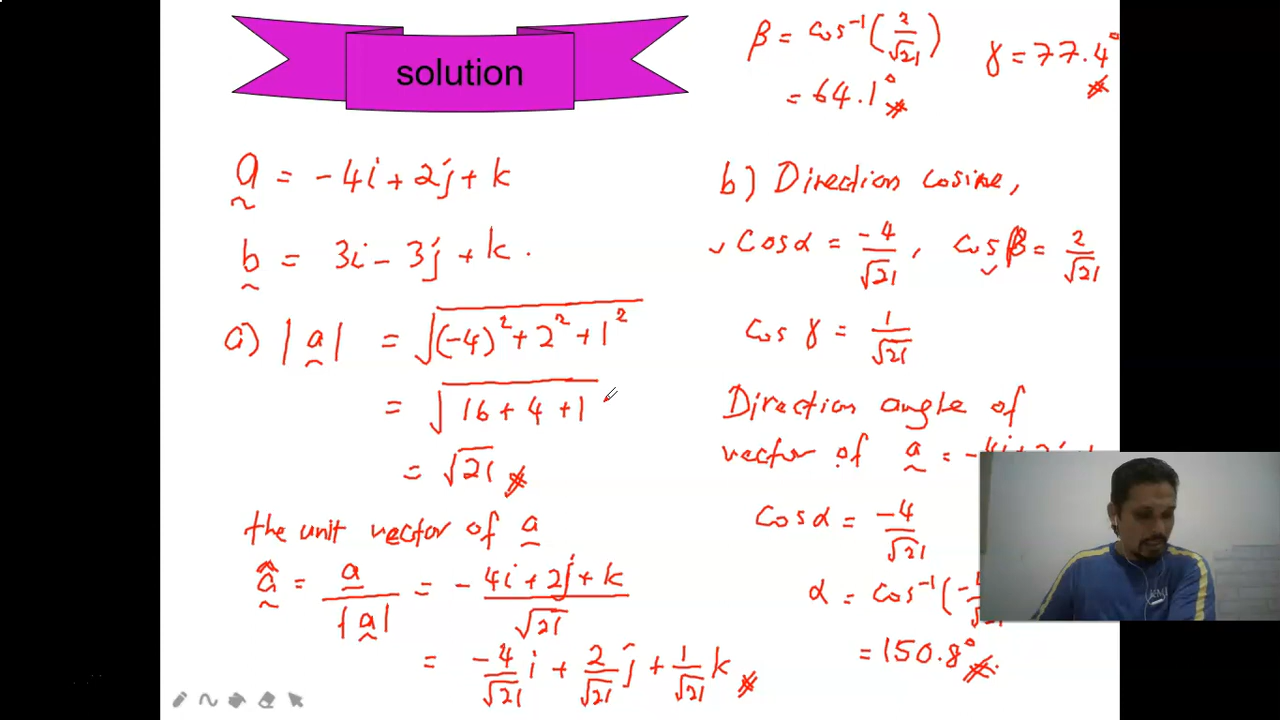 solution
a = -4i + 2j + k
b = 3i - 3j + k.
a) |a| = √((-4)² + 2² + 1²)
= √(16 + 4 + 1)
= √21
the unit vector of a
â = a/|a| = (-4i + 2j + k)/√21
= -4/√21 i + 2/√21 j + 1/√21 k
β = cos⁻¹(2/√21)
= 64.1°
γ = 77.4°
b) Direction cosine,
cos α = -4/√21, cos β = 2/√21
cos γ = 1/√21
Direction angle of
vector of a = -4i + 2j
cos α = -4/√21
α = cos⁻¹(
= 150.8°